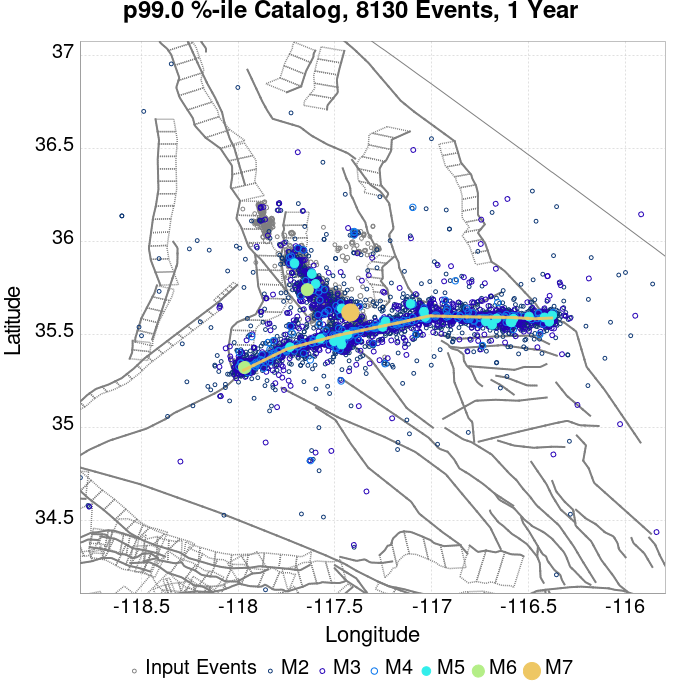 p99.0 %-ile Catalog, 8130 Events, 1 Year
37
36.5
36
35.5
35
34.5
Latitude
-118.5 -118 -117.5 -117 -116.5 -116
Longitude
Input Events M2 M3 M4 M5 M6 M7